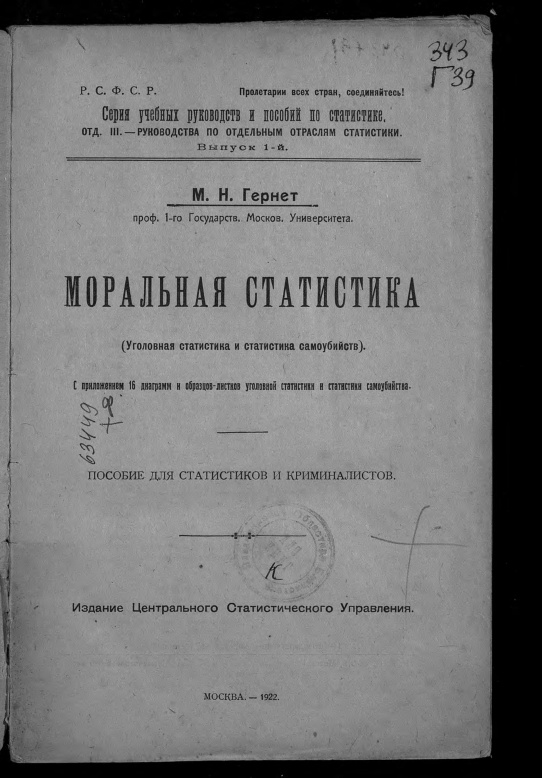 343
Г 39
Р. С. Ф. С. Р. Пролетарии всех стран, соединяйтесь!
Серия учебных руководств и пособий по статистике,
ОТД. III.—РУКОВОДСТВА ПО ОТДЕЛЬНЫМ ОТРАСЛЯМ СТАТИСТИКИ.
Выпуск 1-й.
М. Н. Гернет
проф. 1-го Государств. Москов. Университета.
МОРАЛЬНАЯ СТАТИСТИКА
(Уголовная статистика и статистика самоубийств).
С приложением 16 диаграмм и образцов-листков уголовной статистики и статистики самоубийства.
63449
ПОСОБИЕ ДЛЯ СТАТИСТИКОВ И КРИМИНАЛИСТОВ.
К
Издание Центрального Статистического Управления.
МОСКВА.—1922.